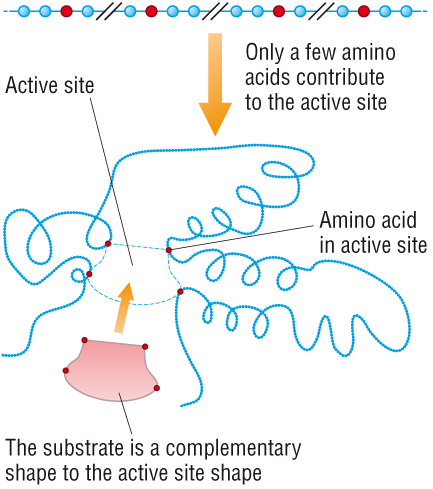 Only a few amino
acids contribute
to the active site
Active site
Amino acid
in active site
The substrate is a complementary
shape to the active site shape